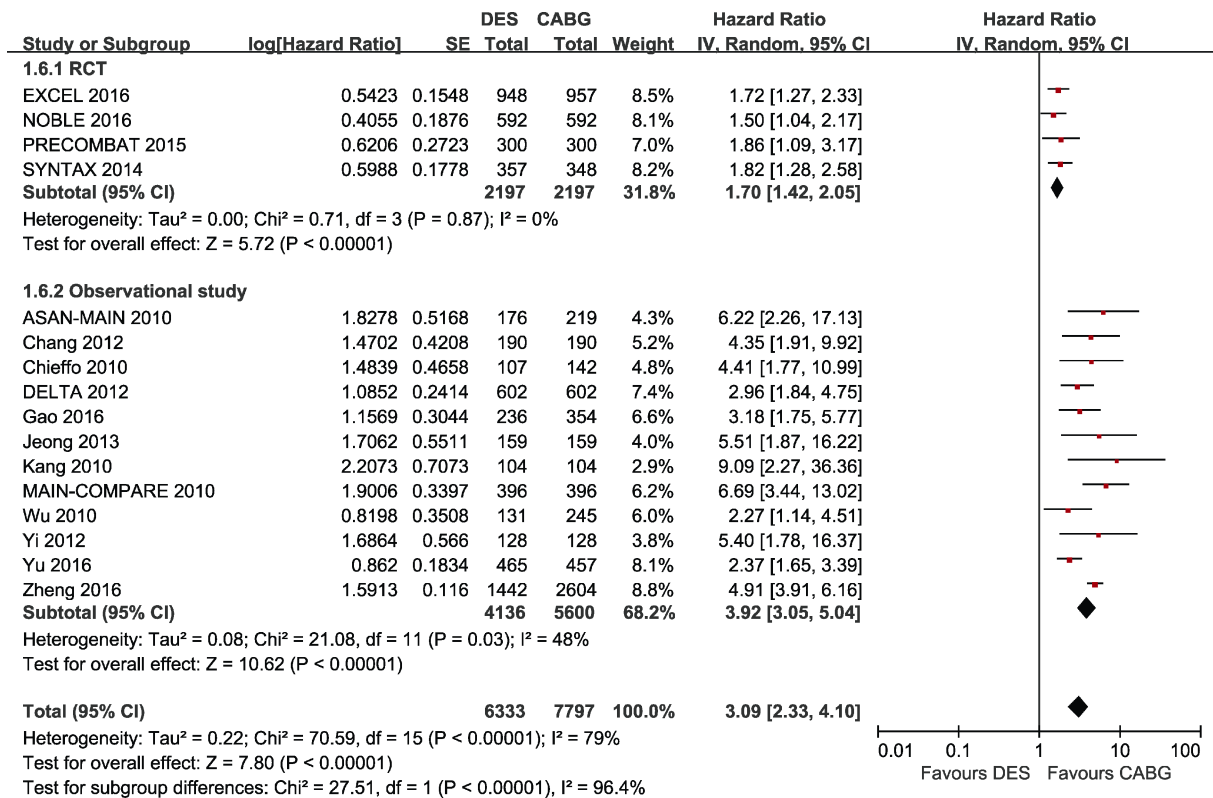 DES CABG Hazard Ratio Hazard Ratio
Study or Subgroup log[Hazard Ratio] SE Total Total Weight IV, Random, 95% CI IV, Random, 95% CI
1.6.1 RCT
EXCEL 2016 0.5423 0.1548 948 957 8.5% 1.72 [1.27, 2.33]
NOBLE 2016 0.4055 0.1876 592 592 8.1% 1.50 [1.04, 2.17]
PRECOMBAT 2015 0.6206 0.2723 300 300 7.0% 1.86 [1.09, 3.17]
SYNTAX 2014 0.5988 0.1778 357 348 8.2% 1.82 [1.28, 2.58]
Subtotal (95% CI) 2197 2197 31.8% 1.70 [1.42, 2.05]
Heterogeneity: Tau² = 0.00; Chi² = 0.71, df = 3 (P = 0.87); I² = 0%
Test for overall effect: Z = 5.72 (P < 0.00001)
1.6.2 Observational study
ASAN-MAIN 2010 1.8278 0.5168 176 219 4.3% 6.22 [2.26, 17.13]
Chang 2012 1.4702 0.4208 190 190 5.2% 4.35 [1.91, 9.92]
Chieffo 2010 1.4839 0.4658 107 142 4.8% 4.41 [1.77, 10.99]
DELTA 2012 1.0852 0.2414 602 602 7.4% 2.96 [1.84, 4.75]
Gao 2016 1.1569 0.3044 236 354 6.6% 3.18 [1.75, 5.77]
Jeong 2013 1.7062 0.5511 159 159 4.0% 5.51 [1.87, 16.22]
Kang 2010 2.2073 0.7073 104 104 2.9% 9.09 [2.27, 36.36]
MAIN-COMPARE 2010 1.9006 0.3397 396 396 6.2% 6.69 [3.44, 13.02]
Wu 2010 0.8198 0.3508 131 245 6.0% 2.27 [1.14, 4.51]
Yi 2012 1.6864 0.566 128 128 3.8% 5.40 [1.78, 16.37]
Yu 2016 0.862 0.1834 465 457 8.1% 2.37 [1.65, 3.39]
Zheng 2016 1.5913 0.116 1442 2604 8.8% 4.91 [3.91, 6.16]
Subtotal (95% CI) 4136 5600 68.2% 3.92 [3.05, 5.04]
Heterogeneity: Tau² = 0.08; Chi² = 21.08, df = 11 (P = 0.03); I² = 48%
Test for overall effect: Z = 10.62 (P < 0.00001)
Total (95% CI) 6333 7797 100.0% 3.09 [2.33, 4.10]
Heterogeneity: Tau² = 0.22; Chi² = 70.59, df = 15 (P < 0.00001); I² = 79%
Test for overall effect: Z = 7.80 (P < 0.00001)
Test for subgroup differences: Chi² = 27.51, df = 1 (P < 0.00001), I² = 96.4%
0.01 0.1 1 10 100
Favours DES Favours CABG